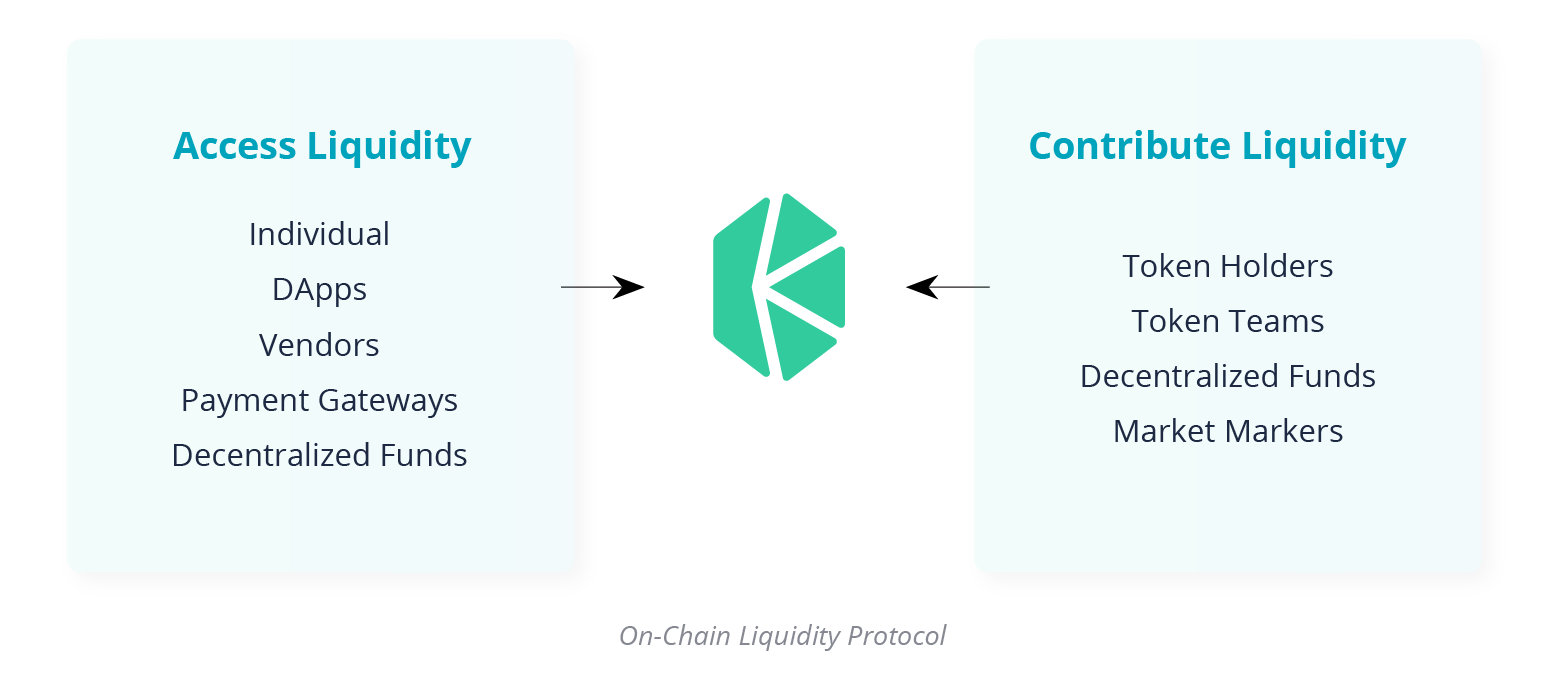 Access Liquidity
Individual
DApps
Vendors
Payment Gateways
Decentralized Funds
Contribute Liquidity
Token Holders
Token Teams
Decentralized Funds
Market Markers
On-Chain Liquidity Protocol